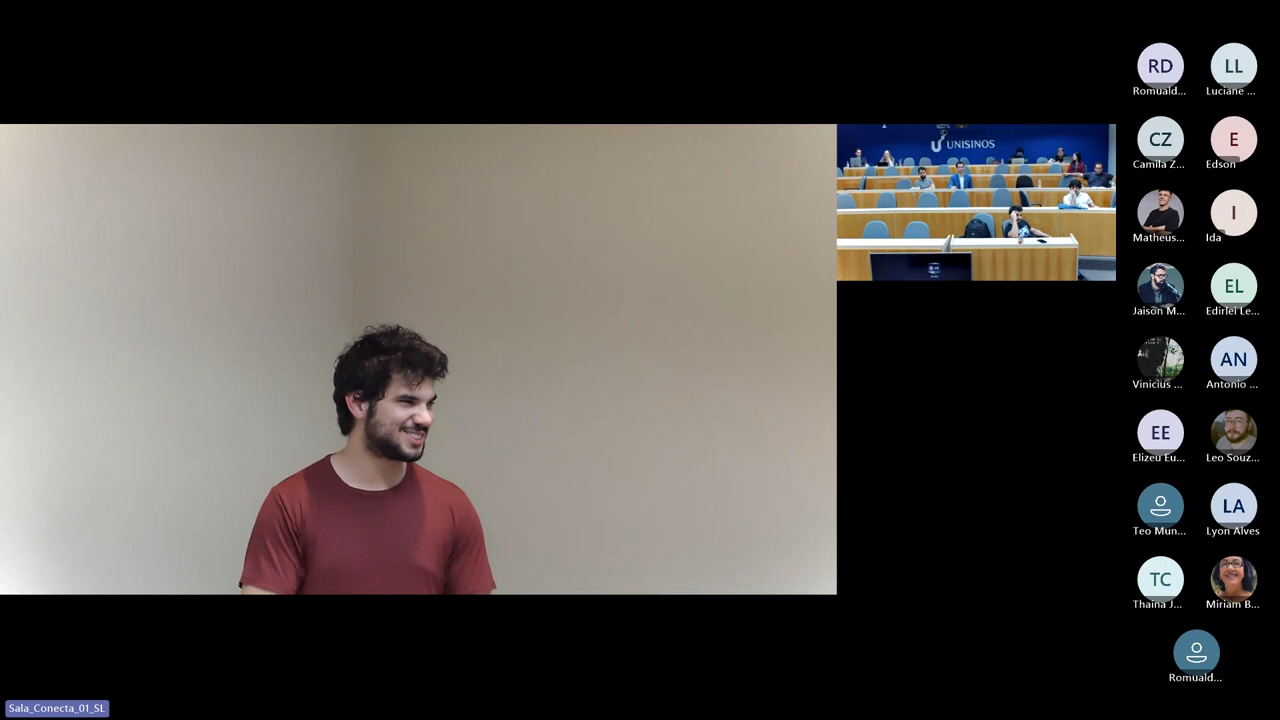 UNISINOS
RD
Romuald...
LL
Luciane ...
CZ
Camila Z...
E
Edson
Matheus...
I
Ida
Jaison M...
EL
Edirlei Le...
Vinicius ...
AN
Antonio ...
EE
Elizeu Eu...
Leo Souz...
Teo Mun...
LA
Lyon Alves
TC
Thaina J...
Miriam B...
Romuald...
Sala_Conecta_01_SL